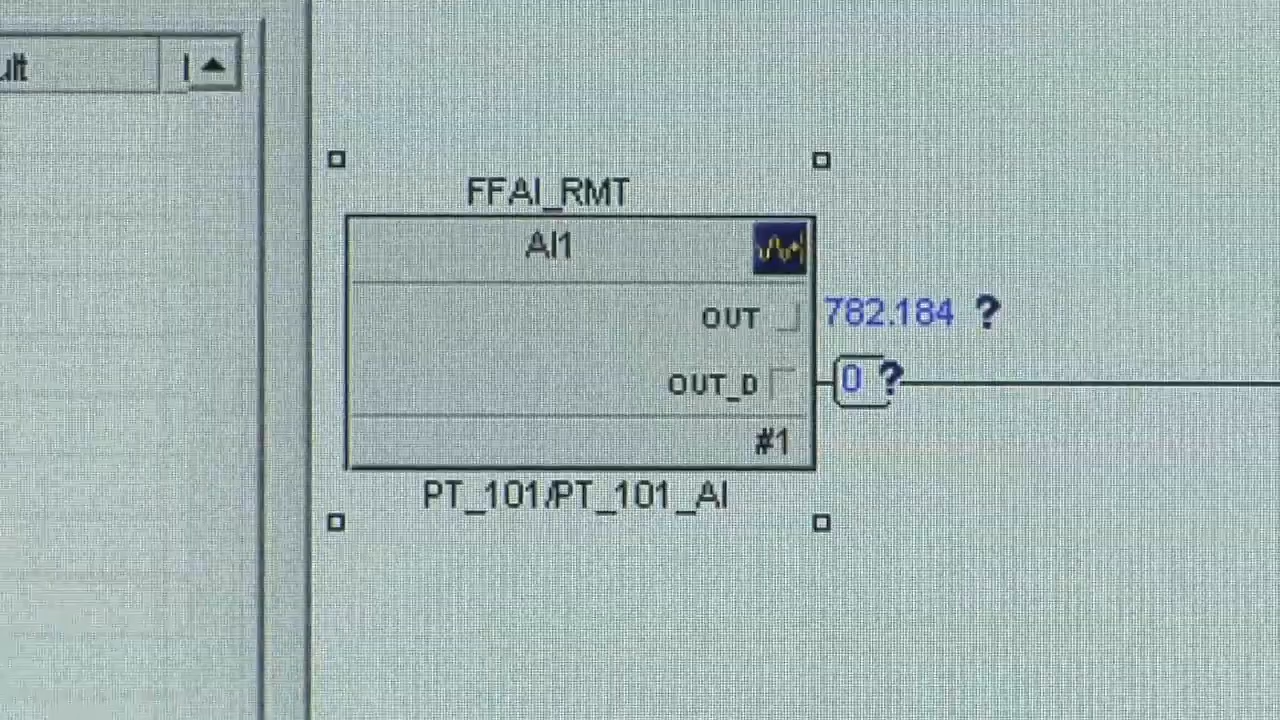 ult
FFAI_RMT
AI1
OUT 782.184 ?
OUT_D 0 ?
#1
PT_101/PT_101_AI